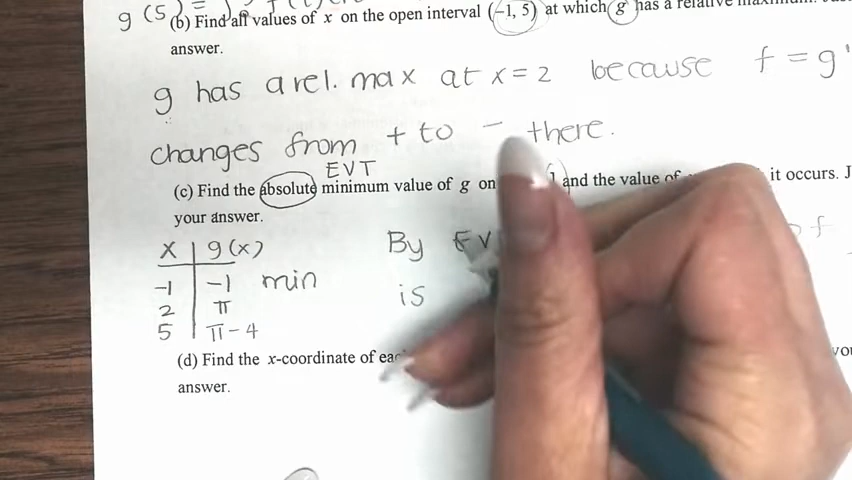 g (5) =
(b) Find all values of x on the open interval (−1, 5) at which g has a relative
answer.
g has a rel. max at x = 2 because f = g'
changes from + to − there.
EVT
(c) Find the absolute minimum value of g on and the value of it occurs. J
your answer.
x g(x) By EV
-1 -1 min is
2 π
5 π-4
(d) Find the x-coordinate of
answer.